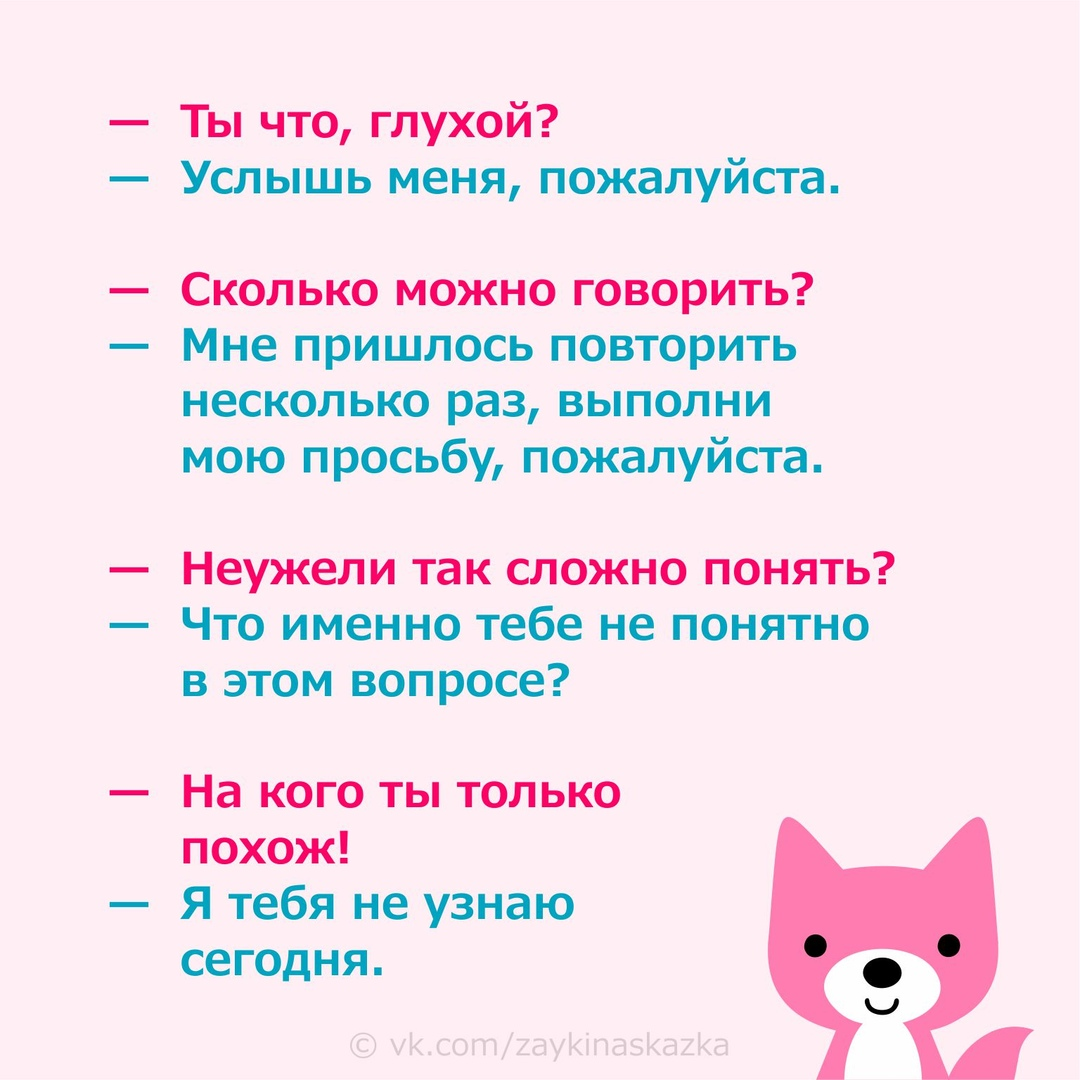 — Ты что, глухой?
— Услышь меня, пожалуйста.
— Сколько можно говорить?
— Мне пришлось повторить
несколько раз, выполни
мою просьбу, пожалуйста.
— Неужели так сложно понять?
— Что именно тебе не понятно
в этом вопросе?
— На кого ты только
похож!
— Я тебя не узнаю
сегодня.
© vk.com/zaykinaskazka